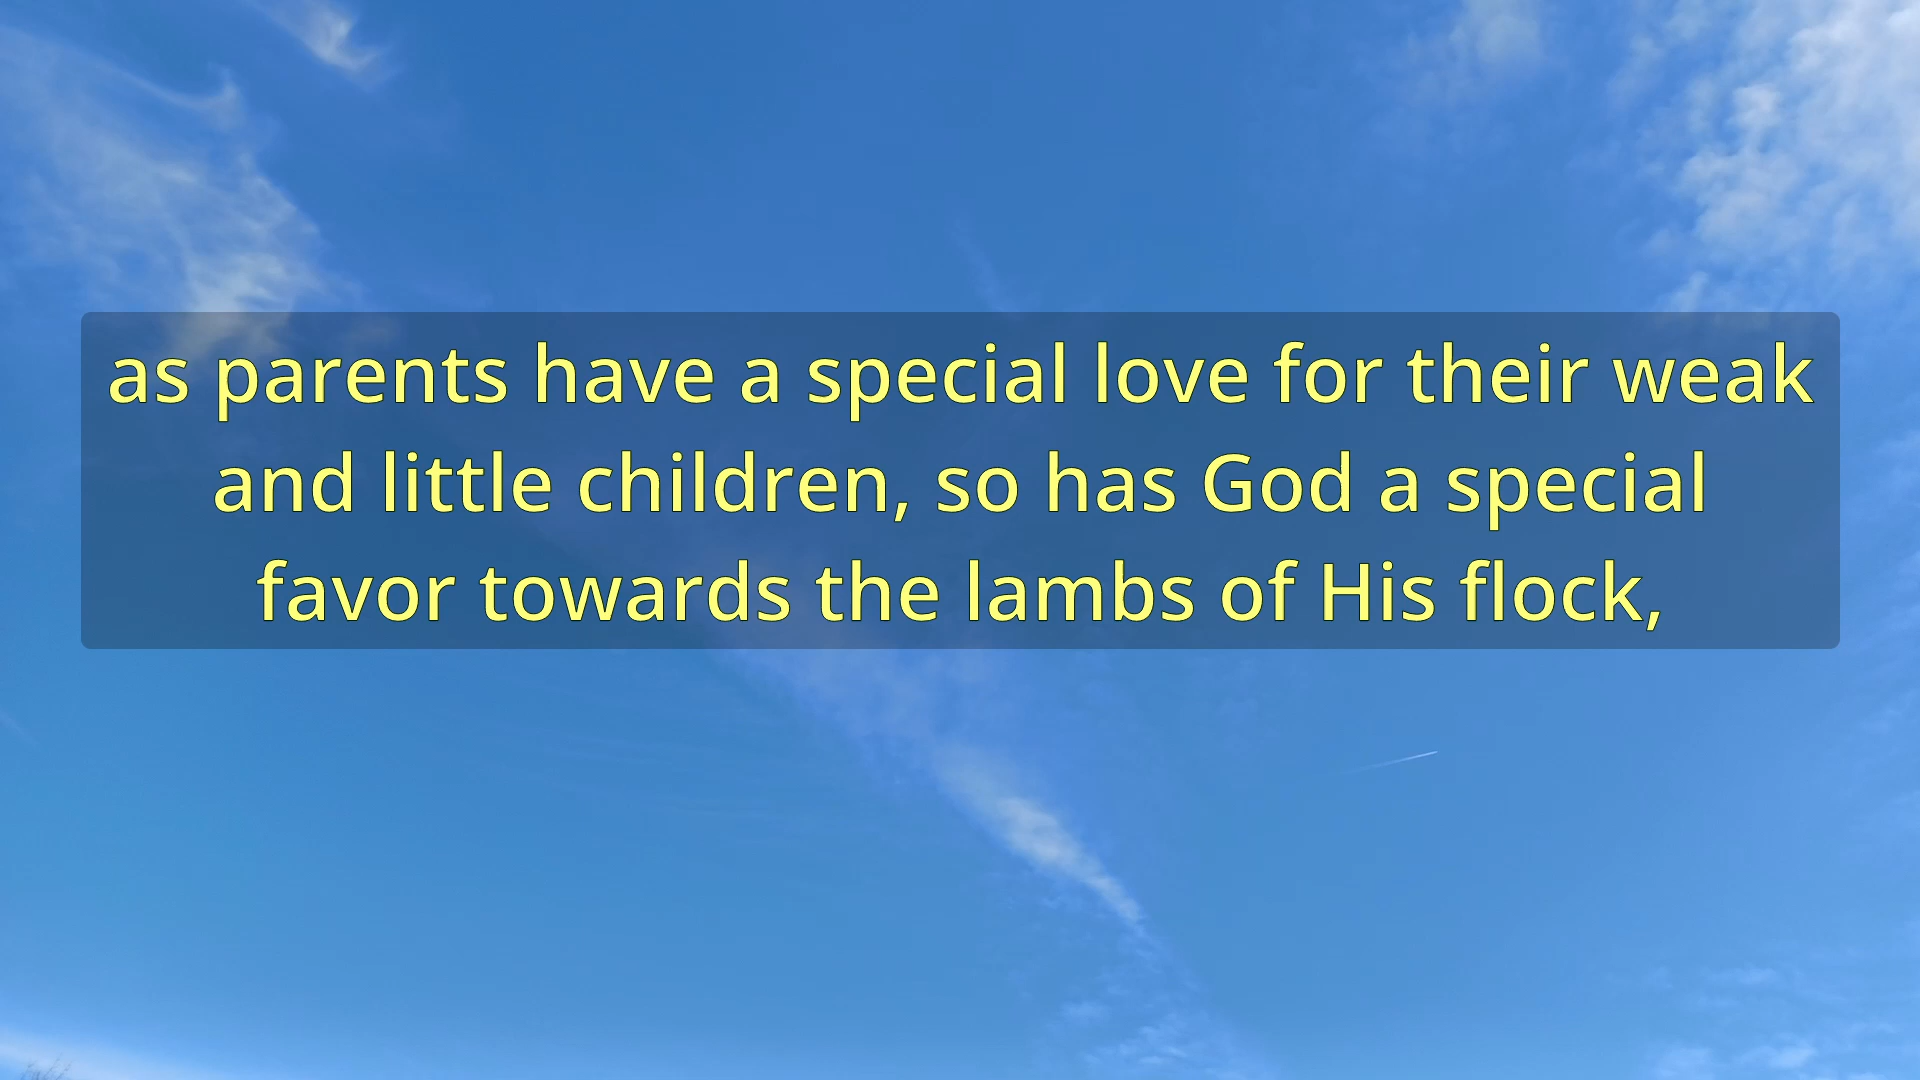 as parents have a special love for their weak
and little children, so has God a special
favor towards the lambs of His flock,